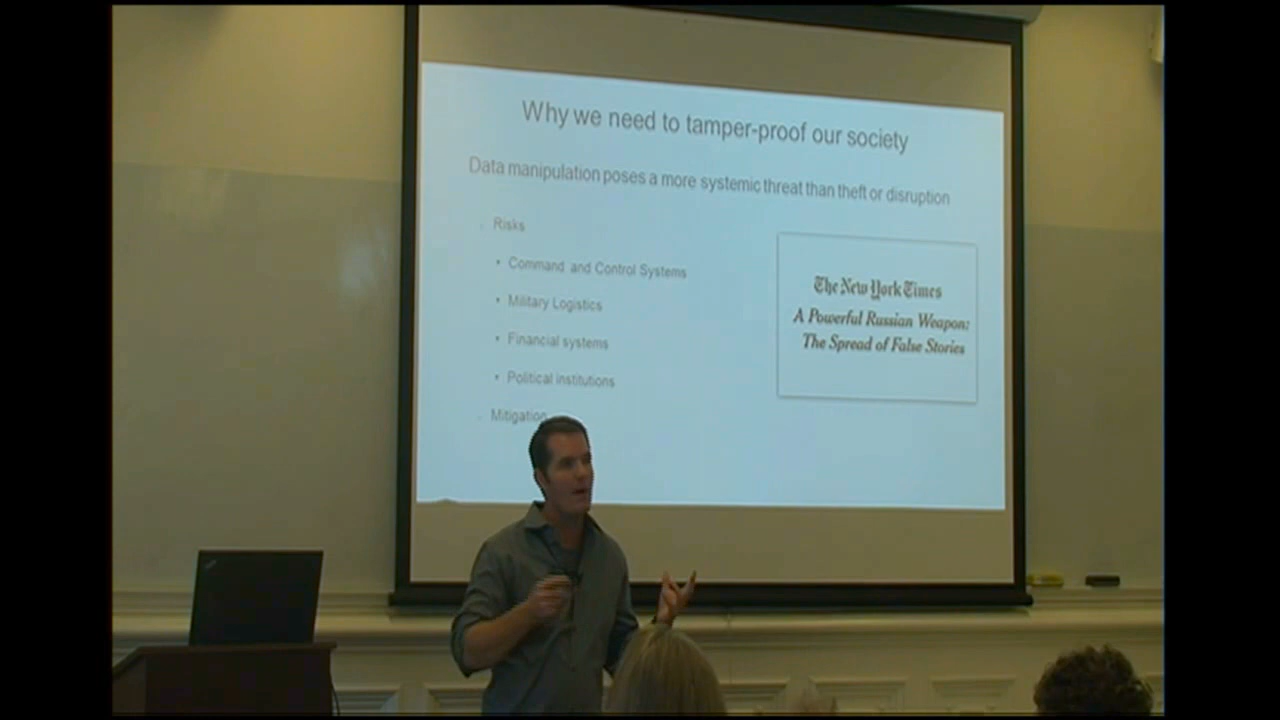 Why we need to tamper-proof our society
Data manipulation poses a more systemic threat than theft or disruption
Risks
• Command and Control Systems
• Military Logistics
• Financial systems
• Political institutions
Mitigation
The New York Times
A Powerful Russian Weapon:
The Spread of False Stories